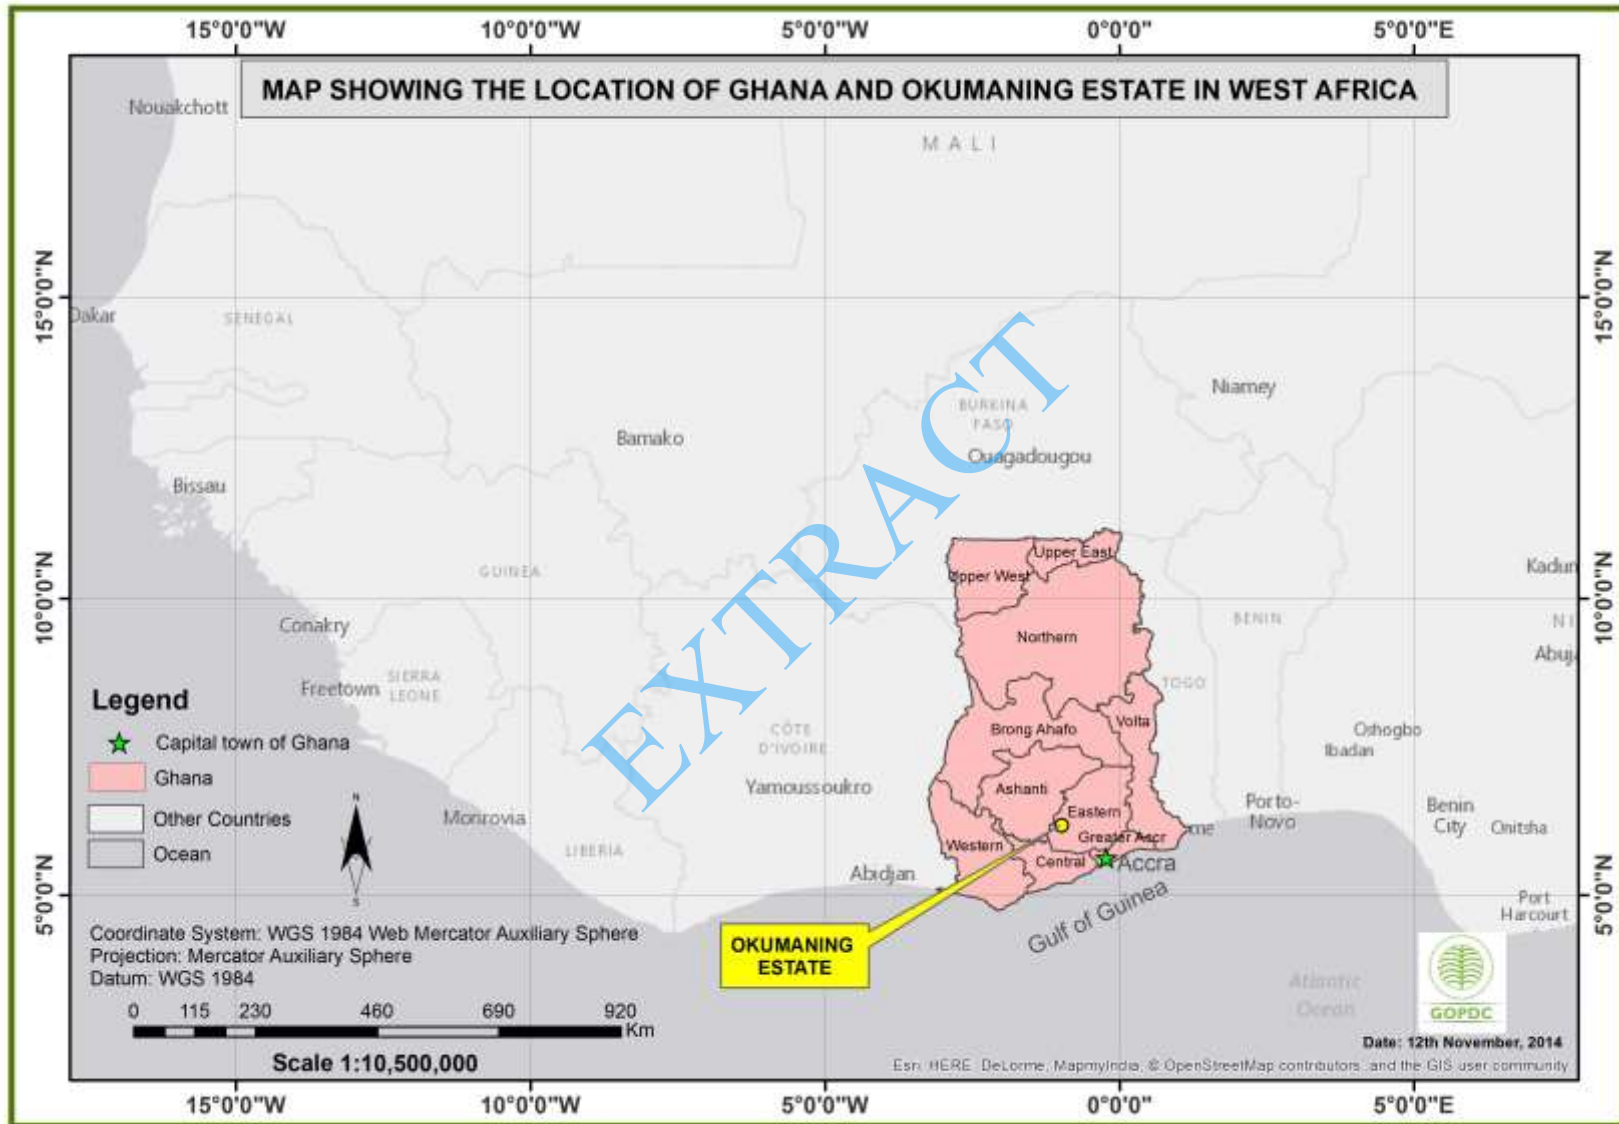 15°0'0"W 10°0'0"W 5°0'0"W 0°0'0" 5°0'0"E
MAP SHOWING THE LOCATION OF GHANA AND OKUMANING ESTATE IN WEST AFRICA
Nouakchott
MALI
15°0'0"N 15°0'0"N
Dakar
SENEGAL
Niamey
BURKINA
FASO
Bamako
Ouagadougou
Bissau
EXTRACT
Upper East
Upper West
GUINEA
Kadun
10°0'0"N 10°0'0"N
BENIN
NI
Conakry
Northern
Abuj
SIERRA
LEONE
Freetown
TOGO
Legend
Capital town of Ghana
Ghana
Other Countries
Ocean
N
S
CÔTE
D'IVOIRE
Brong Ahafo
Volta
Oshogbo
Ibadan
Yamoussoukro
Ashanti
Eastern
Porto-
Novo
Benin
City
Onitsha
Monrovia
me
Greater Accr
Western
LIBERIA
Central
Accra
Abidjan
5°0'0"N 5°0'0"N
Gulf of Guinea
Port
Harcourt
OKUMANING
ESTATE
Coordinate System: WGS 1984 Web Mercator Auxiliary Sphere
Projection: Mercator Auxiliary Sphere
Datum: WGS 1984
Atlantic
Ocean
GOPDC
0 115 230 460 690 920
Km
Scale 1:10,500,000
Date: 12th November, 2014
Esri, HERE, DeLorme, MapmyIndia, © OpenStreetMap contributors, and the GIS user community
15°0'0"W 10°0'0"W 5°0'0"W 0°0'0" 5°0'0"E